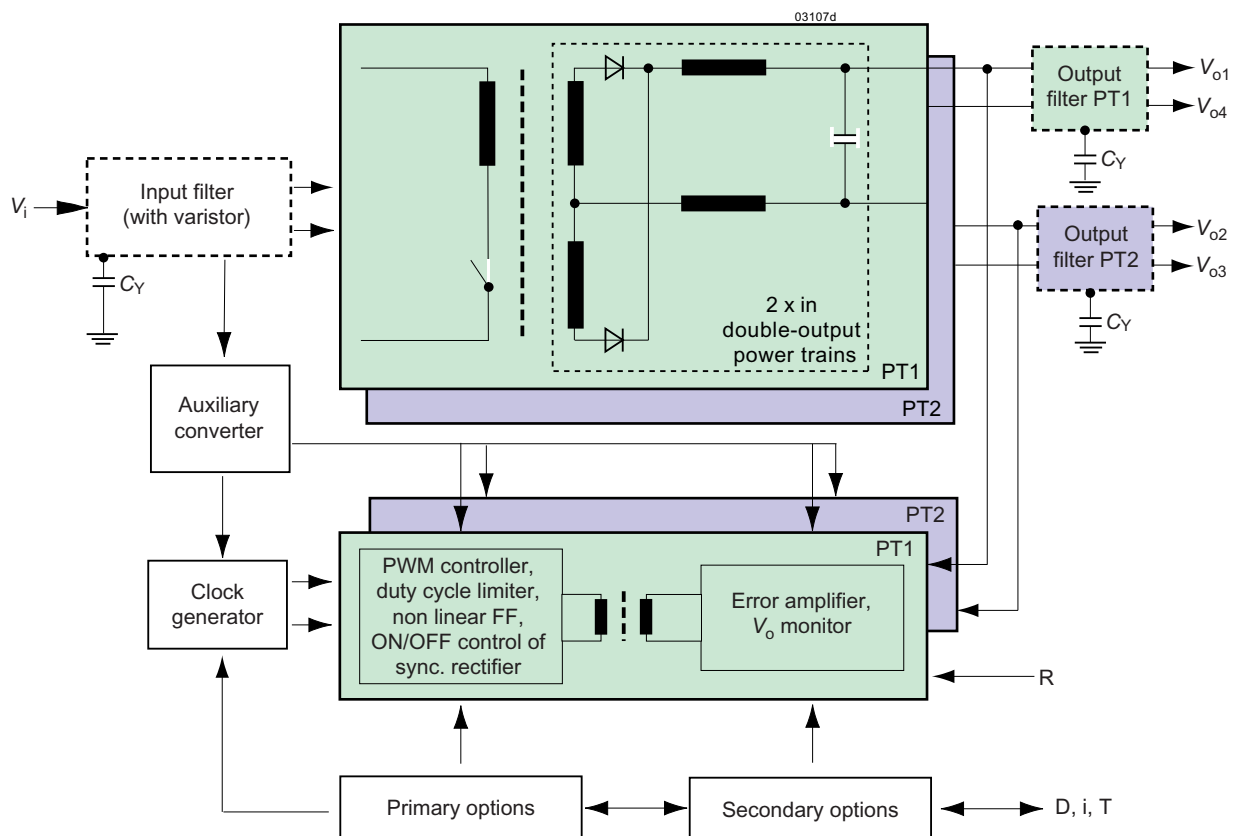 03107d
Output
filter PT1
Vo1
Vo4
CY
Input filter
(with varistor)
Vi
CY
Output
filter PT2
Vo2
Vo3
CY
2 x in
double-output
power trains
PT1
PT2
Auxiliary
converter
PT2
PT1
PWM controller,
duty cycle limiter,
non linear FF,
ON/OFF control of
sync. rectifier
Error amplifier,
Vo monitor
Clock
generator
R
Primary options
Secondary options
D, i, T